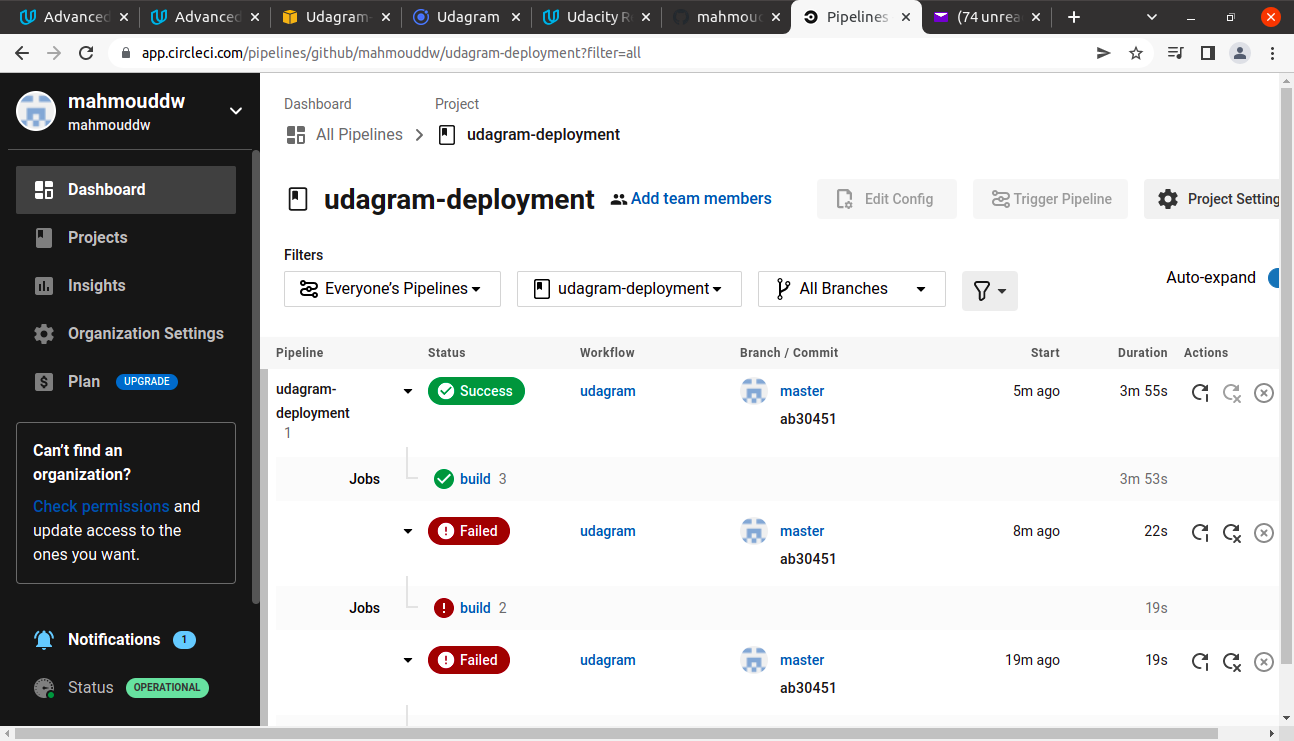 Advanced
Advanced
Udagram-
Udagram
Udacity R
mahmoud
Pipelines
(74 unrea
app.circleci.com/pipelines/github/mahmouddw/udagram-deployment?filter=all
mahmouddw
mahmouddw
Dashboard
Projects
Insights
Organization Settings
Plan UPGRADE
Can't find an
organization?
Check permissions and
update access to the
ones you want.
Notifications 1
Status OPERATIONAL
Dashboard Project
All Pipelines udagram-deployment
udagram-deployment Add team members Edit Config Trigger Pipeline Project Setting
Filters
Everyone's Pipelines udagram-deployment All Branches Auto-expand
Pipeline Status Workflow Branch / Commit Start Duration Actions
udagram- Success udagram master 5m ago 3m 55s
deployment ab30451
1
Jobs build 3 3m 53s
Failed udagram master 8m ago 22s
ab30451
Jobs build 2 19s
Failed udagram master 19m ago 19s
ab30451